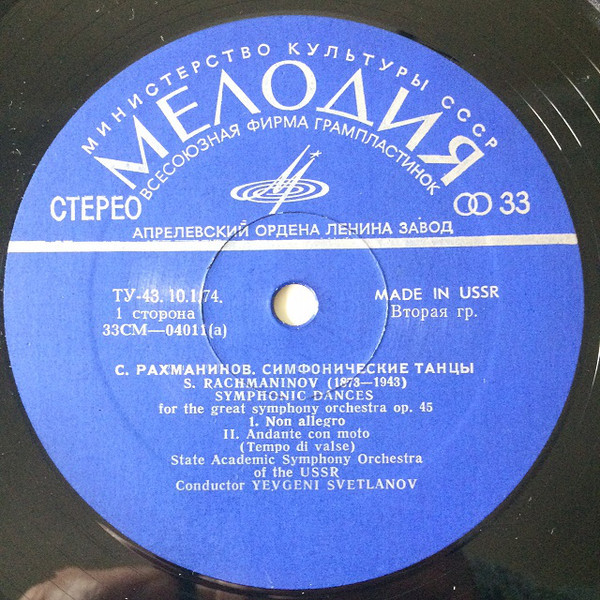 МИНИСТЕРСТВО КУЛЬТУРЫ СССР
МЕЛОДИЯ
ВСЕСОЮЗНАЯ ФИРМА ГРАМПЛАСТИНОК
СТЕРЕО
33
АПРЕЛЕВСКИЙ ОРДЕНА ЛЕНИНА ЗАВОД
ТУ-43. 10.1.74.
MADE IN USSR
1 сторона
Вторая гр.
33СМ—04011(а)
С. РАХМАНИНОВ. СИМФОНИЧЕСКИЕ ТАНЦЫ
S. RACHMANINOV (1873—1943)
SYMPHONIC DANCES
for the great symphony orchestra op. 45
1. Non allegro
II. Andante con moto
(Tempo di valse)
State Academic Symphony Orchestra
of the USSR
Conductor YEVGENI SVETLANOV